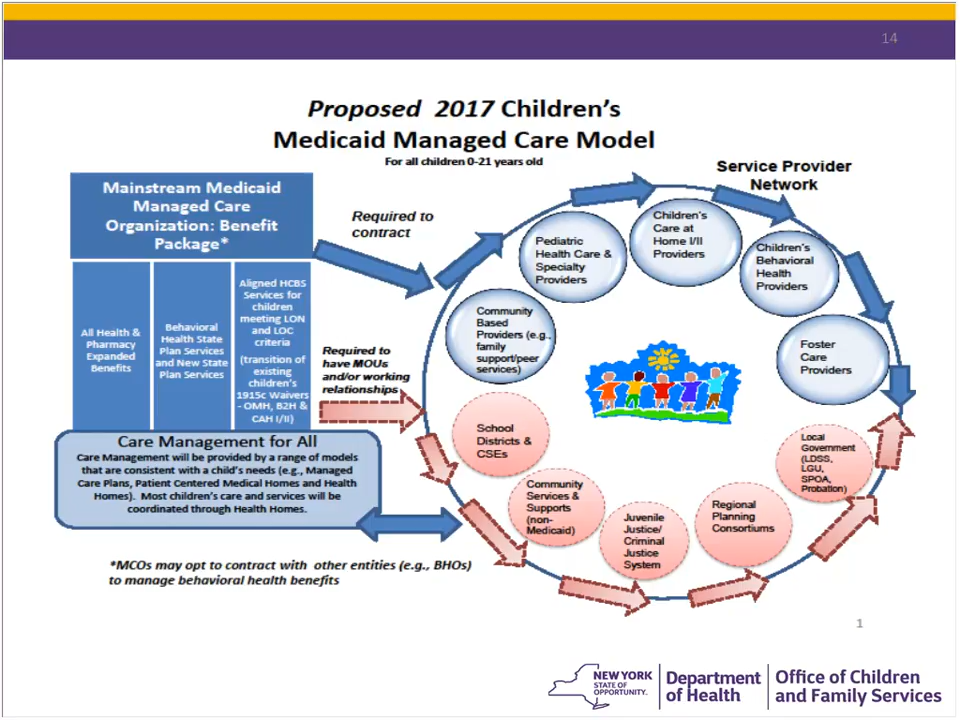 14
Proposed 2017 Children's
Medicaid Managed Care Model
For all children 0-21 years old
Mainstream Medicaid
Managed Care
Organization: Benefit
Package*
All Health &
Pharmacy
Expanded
Benefits
Behavioral
Health State
Plan Services
and New State
Plan Services
Aligned HCBS
Services for
children
meeting LON
and LOC
criteria
(transition of
existing
children's
1915c Waivers
- OMH, B2H &
CAH I/II)
Care Management for All
Care Management will be provided by a range of models
that are consistent with a child's needs (e.g., Managed
Care Plans, Patient Centered Medical Homes and Health
Homes). Most children's care and services will be
coordinated through Health Homes.
*MCOs may opt to contract with other entities (e.g., BHOs)
to manage behavioral health benefits
Required to
contract
Required to
have MOUs
and/or working
relationships
Service Provider
Network
Community
Based
Providers (e.g.,
family
support/peer
services)
Pediatric
Health Care &
Specialty
Providers
Children's
Care at
Home I/II
Providers
Children's
Behavioral
Health
Providers
Foster
Care
Providers
School
Districts &
CSEs
Community
Services &
Supports
(non-
Medicaid)
Juvenile
Justice/
Criminal
Justice
System
Regional
Planning
Consortiums
Local
Government
(LDSS,
LGU,
SPOA,
Probation)
1
NEW YORK
STATE OF
OPPORTUNITY.
Department
of Health
Office of Children
and Family Services